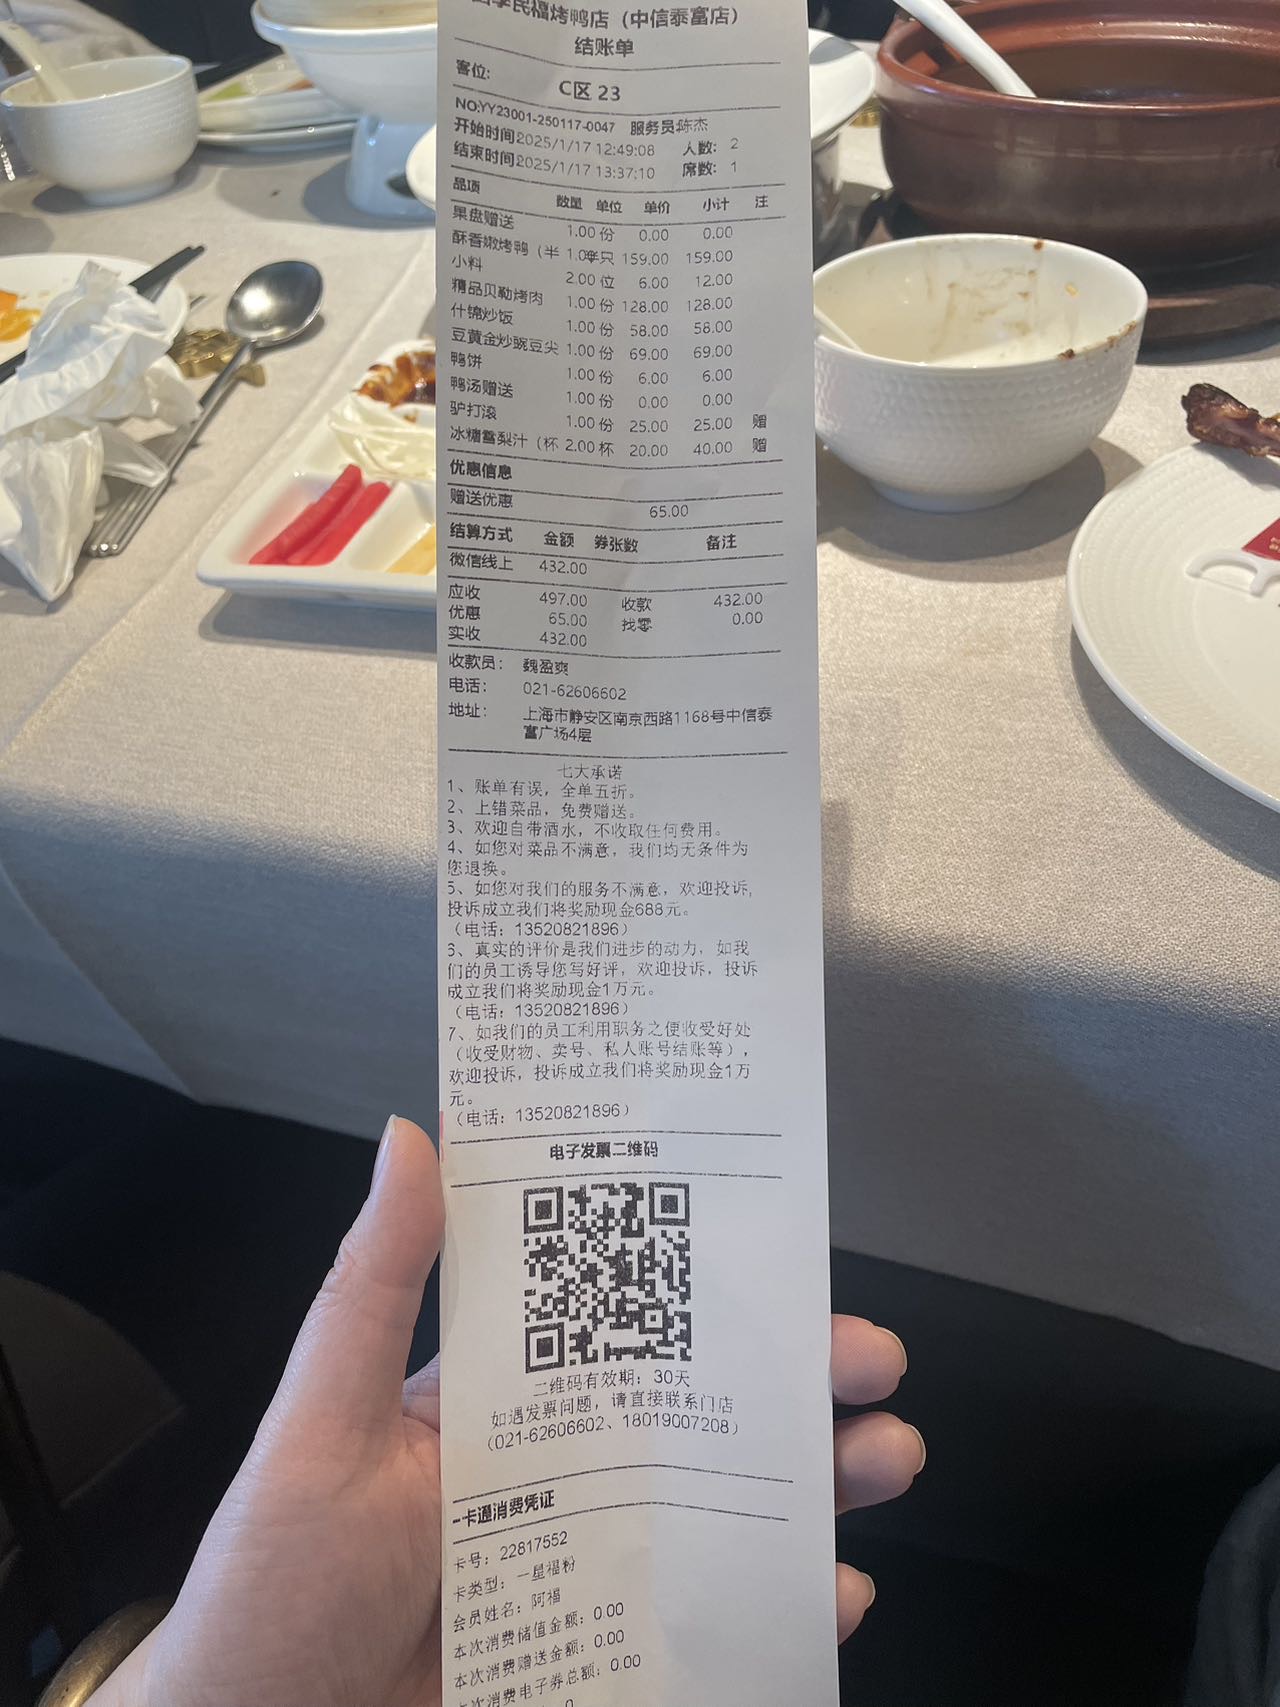 季民福烤鸭店（中信泰富店）
结账单
客位:
C区 23
NO:YY23001-250117-0047 服务员:陈杰
开始时间:2025/1/17 12:49:08 人数: 2
结束时间:2025/1/17 13:37:10 席数: 1
品项 数量 单位 单价 小计 注
果盘赠送 1.00 份 0.00 0.00
酥香嫩烤鸭（半 1.0 只 159.00 159.00
小料 2.00 位 6.00 12.00
精品贝勒烤肉 1.00 份 128.00 128.00
什锦炒饭 1.00 份 58.00 58.00
豆黄金炒豌豆尖 1.00 份 69.00 69.00
鸭饼 1.00 份 6.00 6.00
鸭汤赠送 1.00 份 0.00 0.00
驴打滚 1.00 份 25.00 25.00 赠
冰糖雪梨汁（杯 2.00 杯 20.00 40.00 赠
优惠信息
赠送优惠 65.00
结算方式 金额 券张数 备注
微信线上 432.00
应收 497.00 收款 432.00
优惠 65.00 找零 0.00
实收 432.00
收款员: 魏盈爽
电话: 021-62606602
地址: 上海市静安区南京西路1168号中信泰
富广场4层
七大承诺
1、账单有误，全单五折。
2、上错菜品，免费赠送。
3、欢迎自带酒水，不收取任何费用。
4、如您对菜品不满意，我们均无条件为
您退换。
5、如您对我们的服务不满意，欢迎投诉，
投诉成立我们将奖励现金688元。
（电话：13520821896）
6、真实的评价是我们进步的动力，如我
们的员工诱导您写好评，欢迎投诉，投诉
成立我们将奖励现金1万元。
（电话：13520821896）
7、如我们的员工利用职务之便收受好处
（收受财物、卖号、私人账号结账等），
欢迎投诉，投诉成立我们将奖励现金1万
元。
（电话：13520821896）
电子发票二维码
二维码有效期：30天
如遇发票问题，请直接联系门店
（021-62606602、18019007208）
一卡通消费凭证
卡号：22817552
卡类型：一星福粉
会员姓名：阿福
本次消费储值金额：0.00
本次消费赠送金额：0.00
本次消费电子券总额：0.00